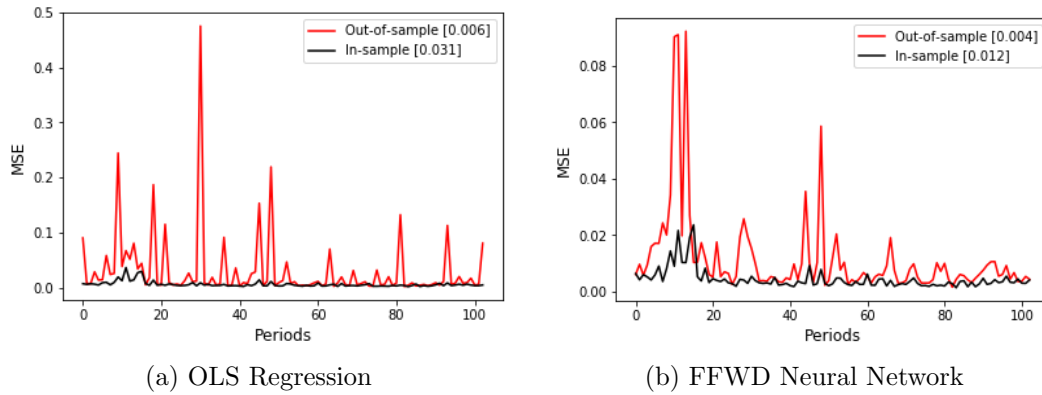 0.5
0.4
0.3
0.2
0.1
0.0
MSE
0 20 40 60 80 100
Periods
Out-of-sample [0.006]
In-sample [0.031]
(a) OLS Regression
0.08
0.06
0.04
0.02
0.00
MSE
0 20 40 60 80 100
Periods
Out-of-sample [0.004]
In-sample [0.012]
(b) FFWD Neural Network